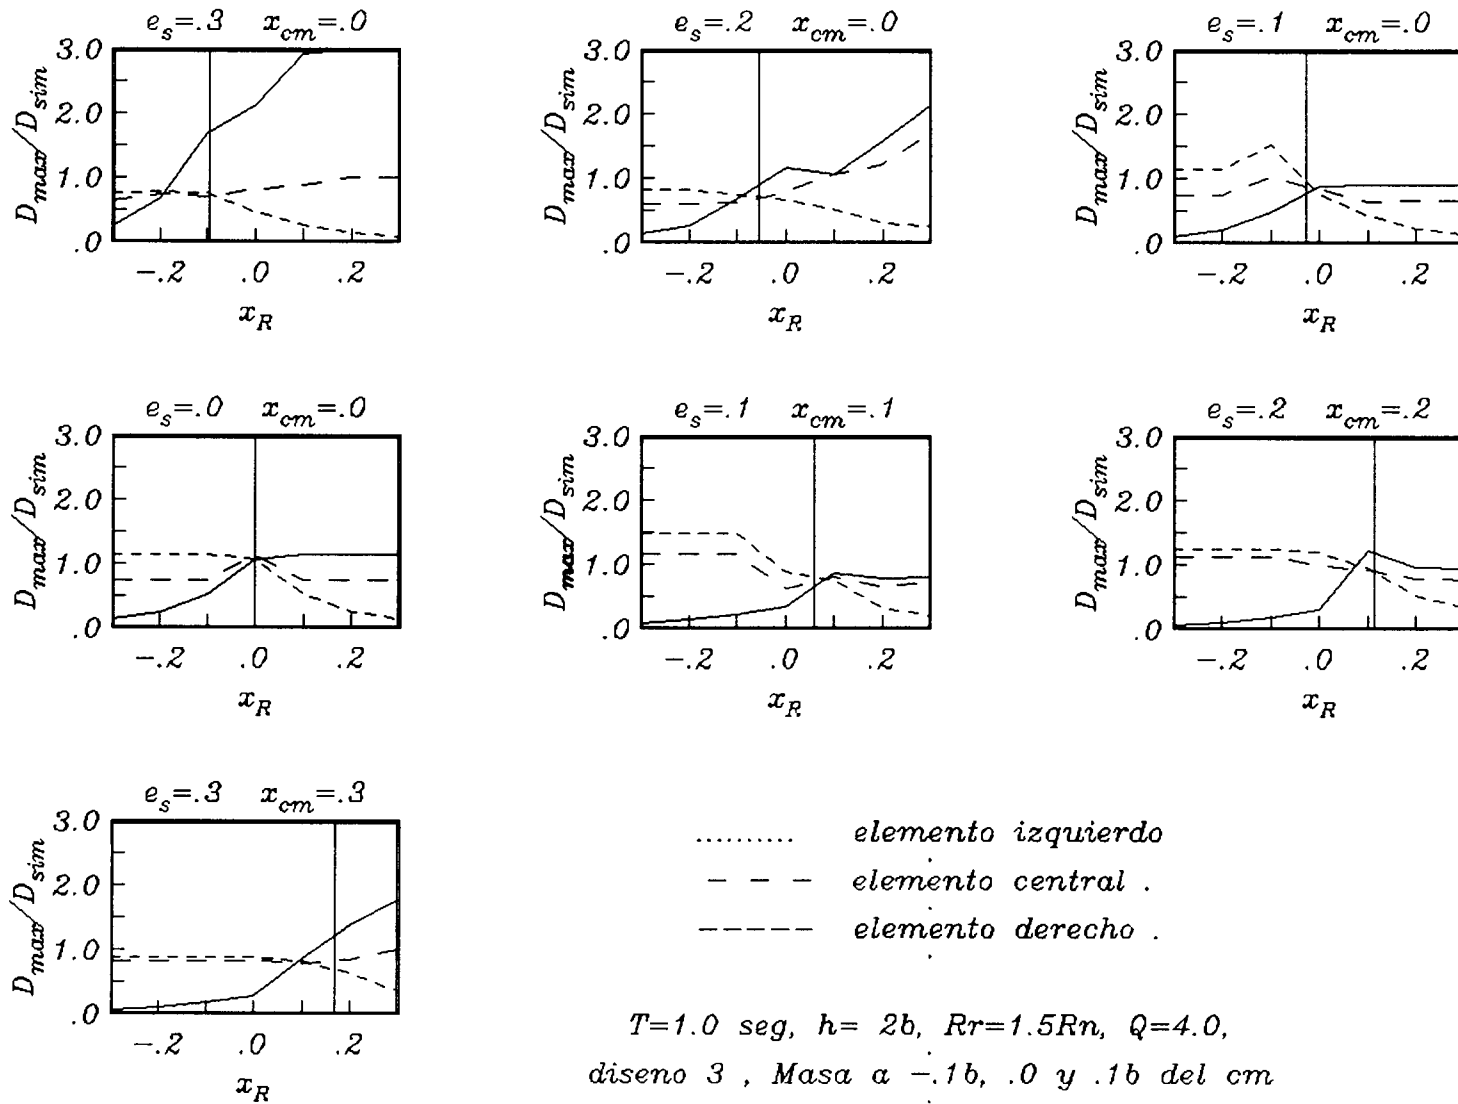 e_s=.3 x_cm=.0
e_s=.2 x_cm=.0
e_s=.1 x_cm=.0
D_max/D_sim
3.0
2.0
1.0
.0
-.2 .0 .2
x_R
D_max/D_sim
3.0
2.0
1.0
.0
-.2 .0 .2
x_R
D_max/D_sim
3.0
2.0
1.0
.0
-.2 .0 .2
x_R
e_s=.0 x_cm=.0
e_s=.1 x_cm=.1
e_s=.2 x_cm=.2
D_max/D_sim
3.0
2.0
1.0
.0
-.2 .0 .2
x_R
D_max/D_sim
3.0
2.0
1.0
.0
-.2 .0 .2
x_R
D_max/D_sim
3.0
2.0
1.0
.0
-.2 .0 .2
x_R
e_s=.3 x_cm=.3
D_max/D_sim
3.0
2.0
1.0
.0
-.2 .0 .2
x_R
elemento izquierdo
elemento central .
elemento derecho .
T=1.0 seg, h= 2b, Rr=1.5Rn, Q=4.0,
diseno 3 , Masa a -.1b, .0 y .1b del cm